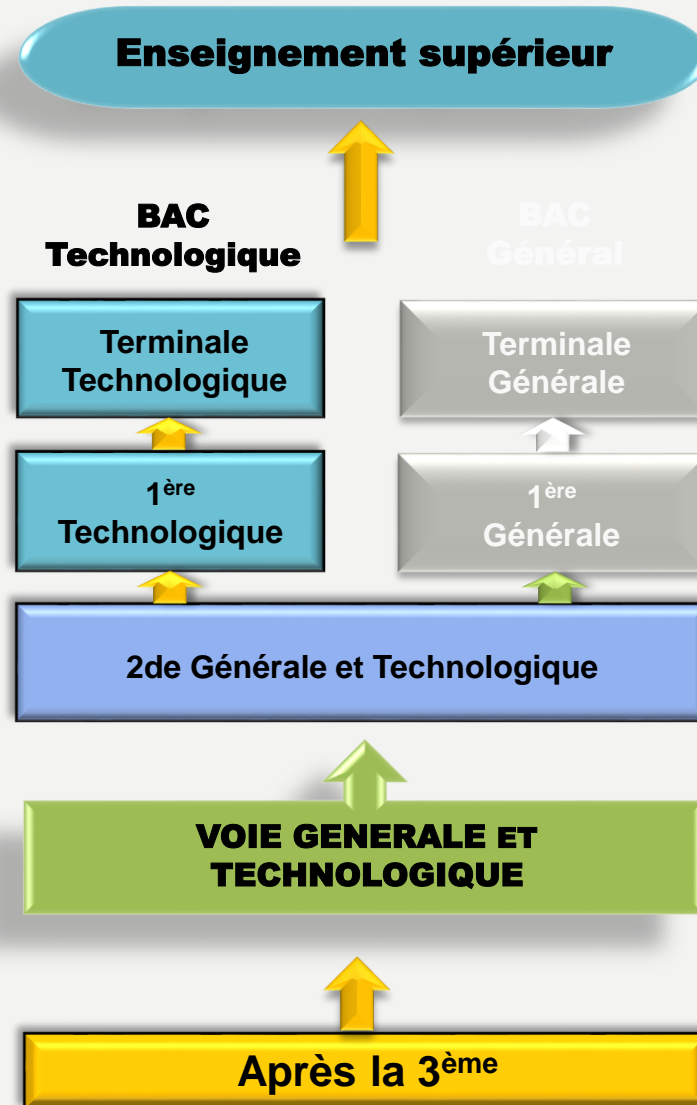 Enseignement supérieur
BAC
Technologique
BAC
Général
Terminale
Technologique
Terminale
Générale
1ère
Technologique
1ère
Générale
2de Générale et Technologique
VOIE GENERALE ET
TECHNOLOGIQUE
Après la 3ème